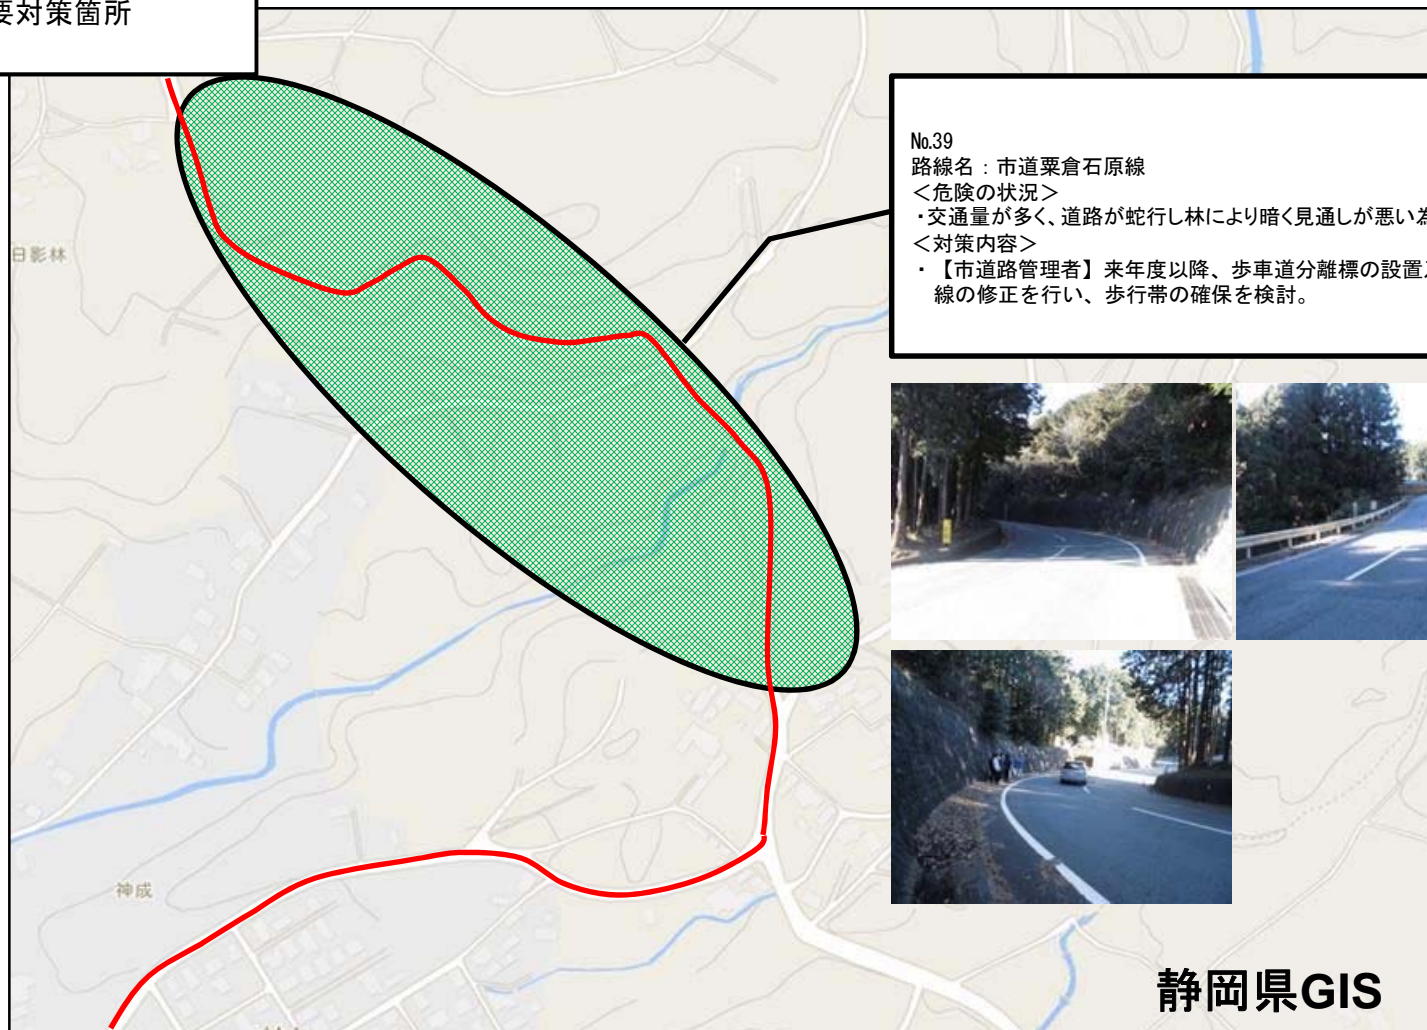 要対策箇所
No.39
路線名：市道粟倉石原線
＜危険の状況＞
・交通量が多く、道路が蛇行し林により暗く見通しが悪い為
＜対策内容＞
・【市道路管理者】来年度以降、歩車道分離標の設置
線の修正を行い、歩行帯の確保を検討。
日影林
神成
静岡県GIS